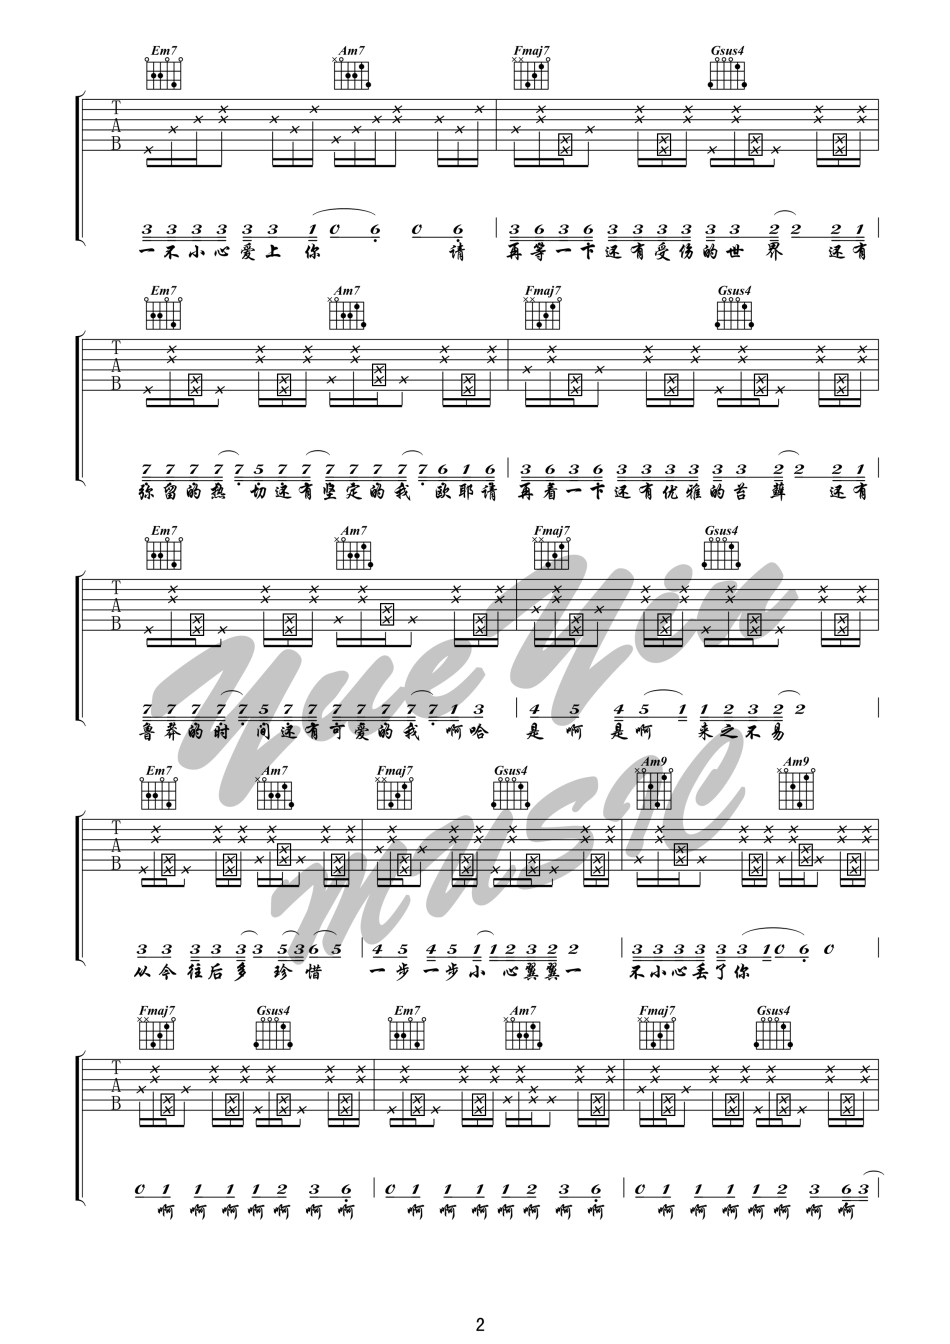 Em7 Am7 Fmaj7 Gsus4
T
A
B
3 3 3 3 3 3 1 0 6 0 6 3 6 3 6 3 3 3 3 3 3 2 2 2 1
一不小心爱上你 请 再等一下还有受伤的世界 还有
Em7 Am7 Fmaj7 Gsus4
T
A
B
7 7 7 7 7 5 7 7 7 7 7 7 6 1 6 3 6 3 6 3 3 3 3 3 3 2 2 2 1
弥留的热切还有坚定的我 欧耶请 再看一下还有优雅的苔藓 还有
Em7 Am7 Fmaj7 Gsus4
T
A
B
7 7 7 7 7 5 7 7 7 7 7 7 7 1 3 4 5 4 5 1 1 2 3 2 2
鲁莽的时间还有可爱的我 啊哈 是啊 是啊 来之不易
Em7 Am7 Fmaj7 Gsus4 Am9 Am9
T
A
B
3 3 3 3 3 3 5 3 6 5 4 5 4 5 1 1 2 3 2 2 3 3 3 3 3 3 1 0 6 0
从今往后多珍惜 一步一步小心翼翼一 不小心丢了你
Fmaj7 Gsus4 Em7 Am7 Fmaj7 Gsus4
T
A
B
0 1 1 1 1 2 3 6 0 1 1 1 1 2 3 6 0 1 1 1 1 2 3 6 3
啊 啊 啊 啊 啊 啊 啊 啊 啊 啊 啊 啊 啊 啊 啊 啊 啊 啊 啊 啊 啊
YueYin
MUSIC
2